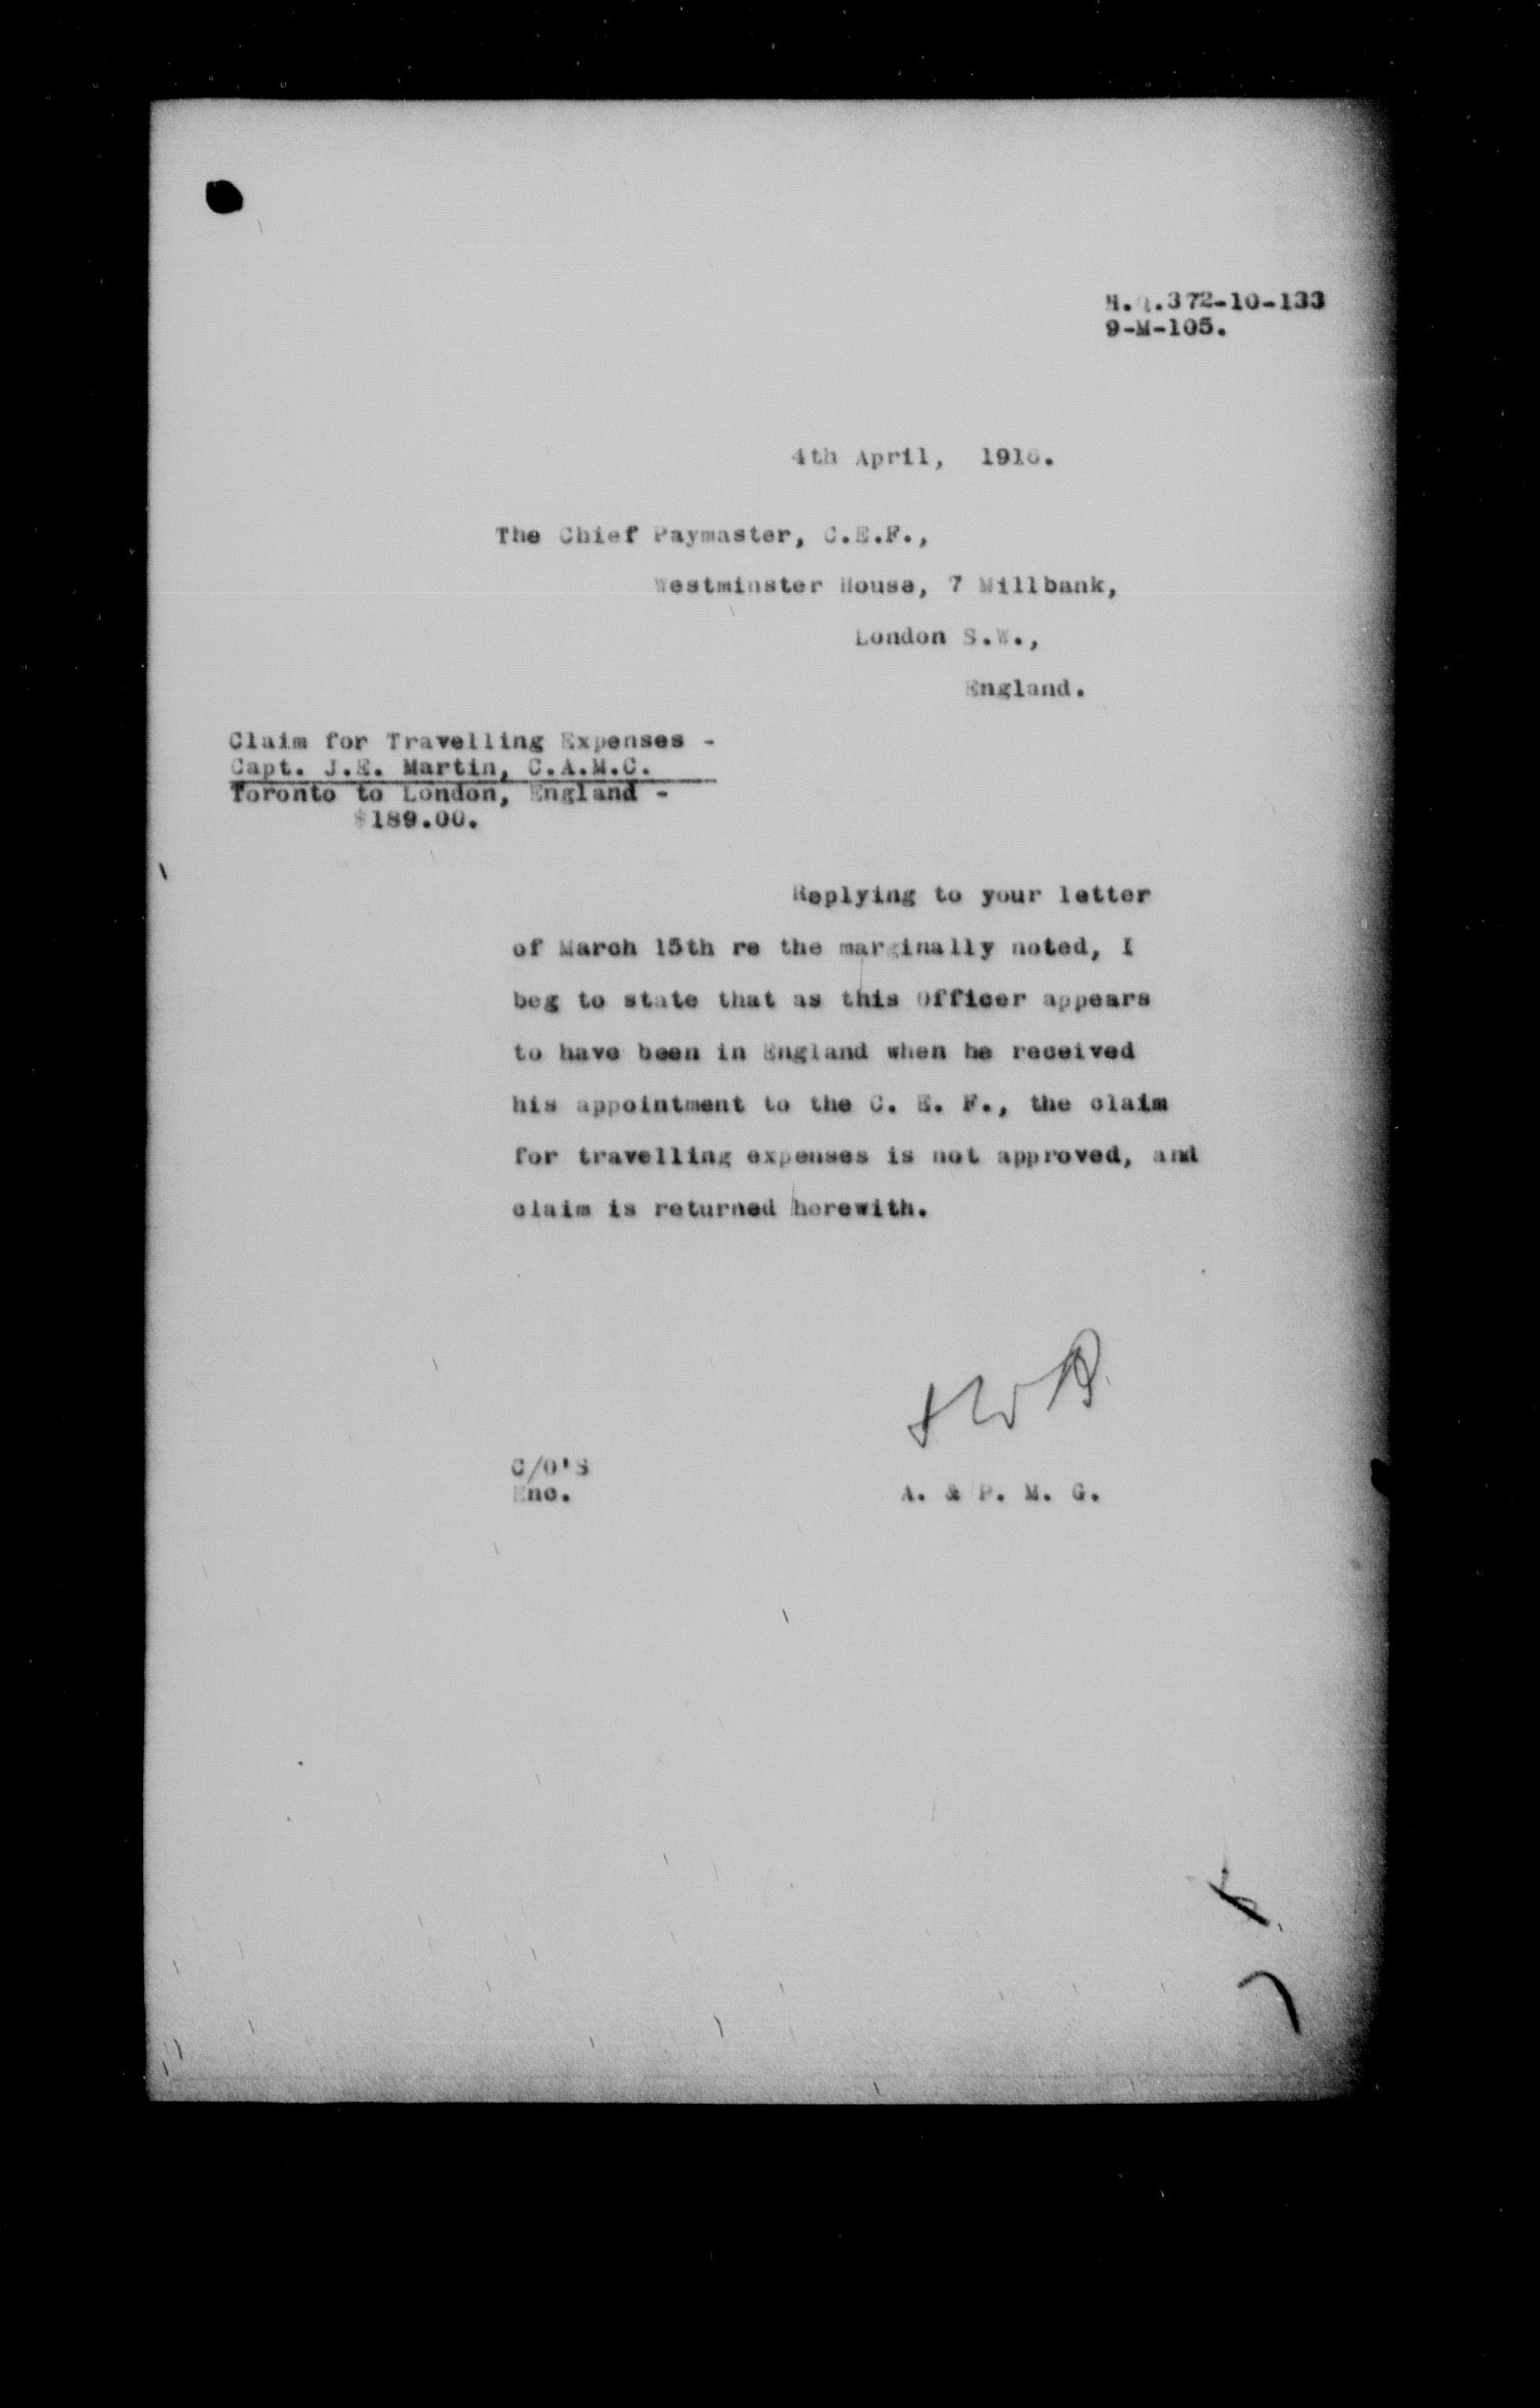 H.Q.372-10-133
9-M-105.
4th April, 1916.
The Chief Paymaster, C.E.F.,
Westminster House, 7 Millbank,
London S.W.,
England.
Claim for Travelling Expenses -
Capt. J.E. Martin, C.A.M.C.
Toronto to London, England -
$189.00.
Replying to your letter
of March 15th re the marginally noted, I
beg to state that as this Officer appears
to have been in England when he received
his appointment to the C. E. F., the claim
for travelling expenses is not approved, and
claim is returned herewith.
C/O'S
Enc.
A. & P. M. G.